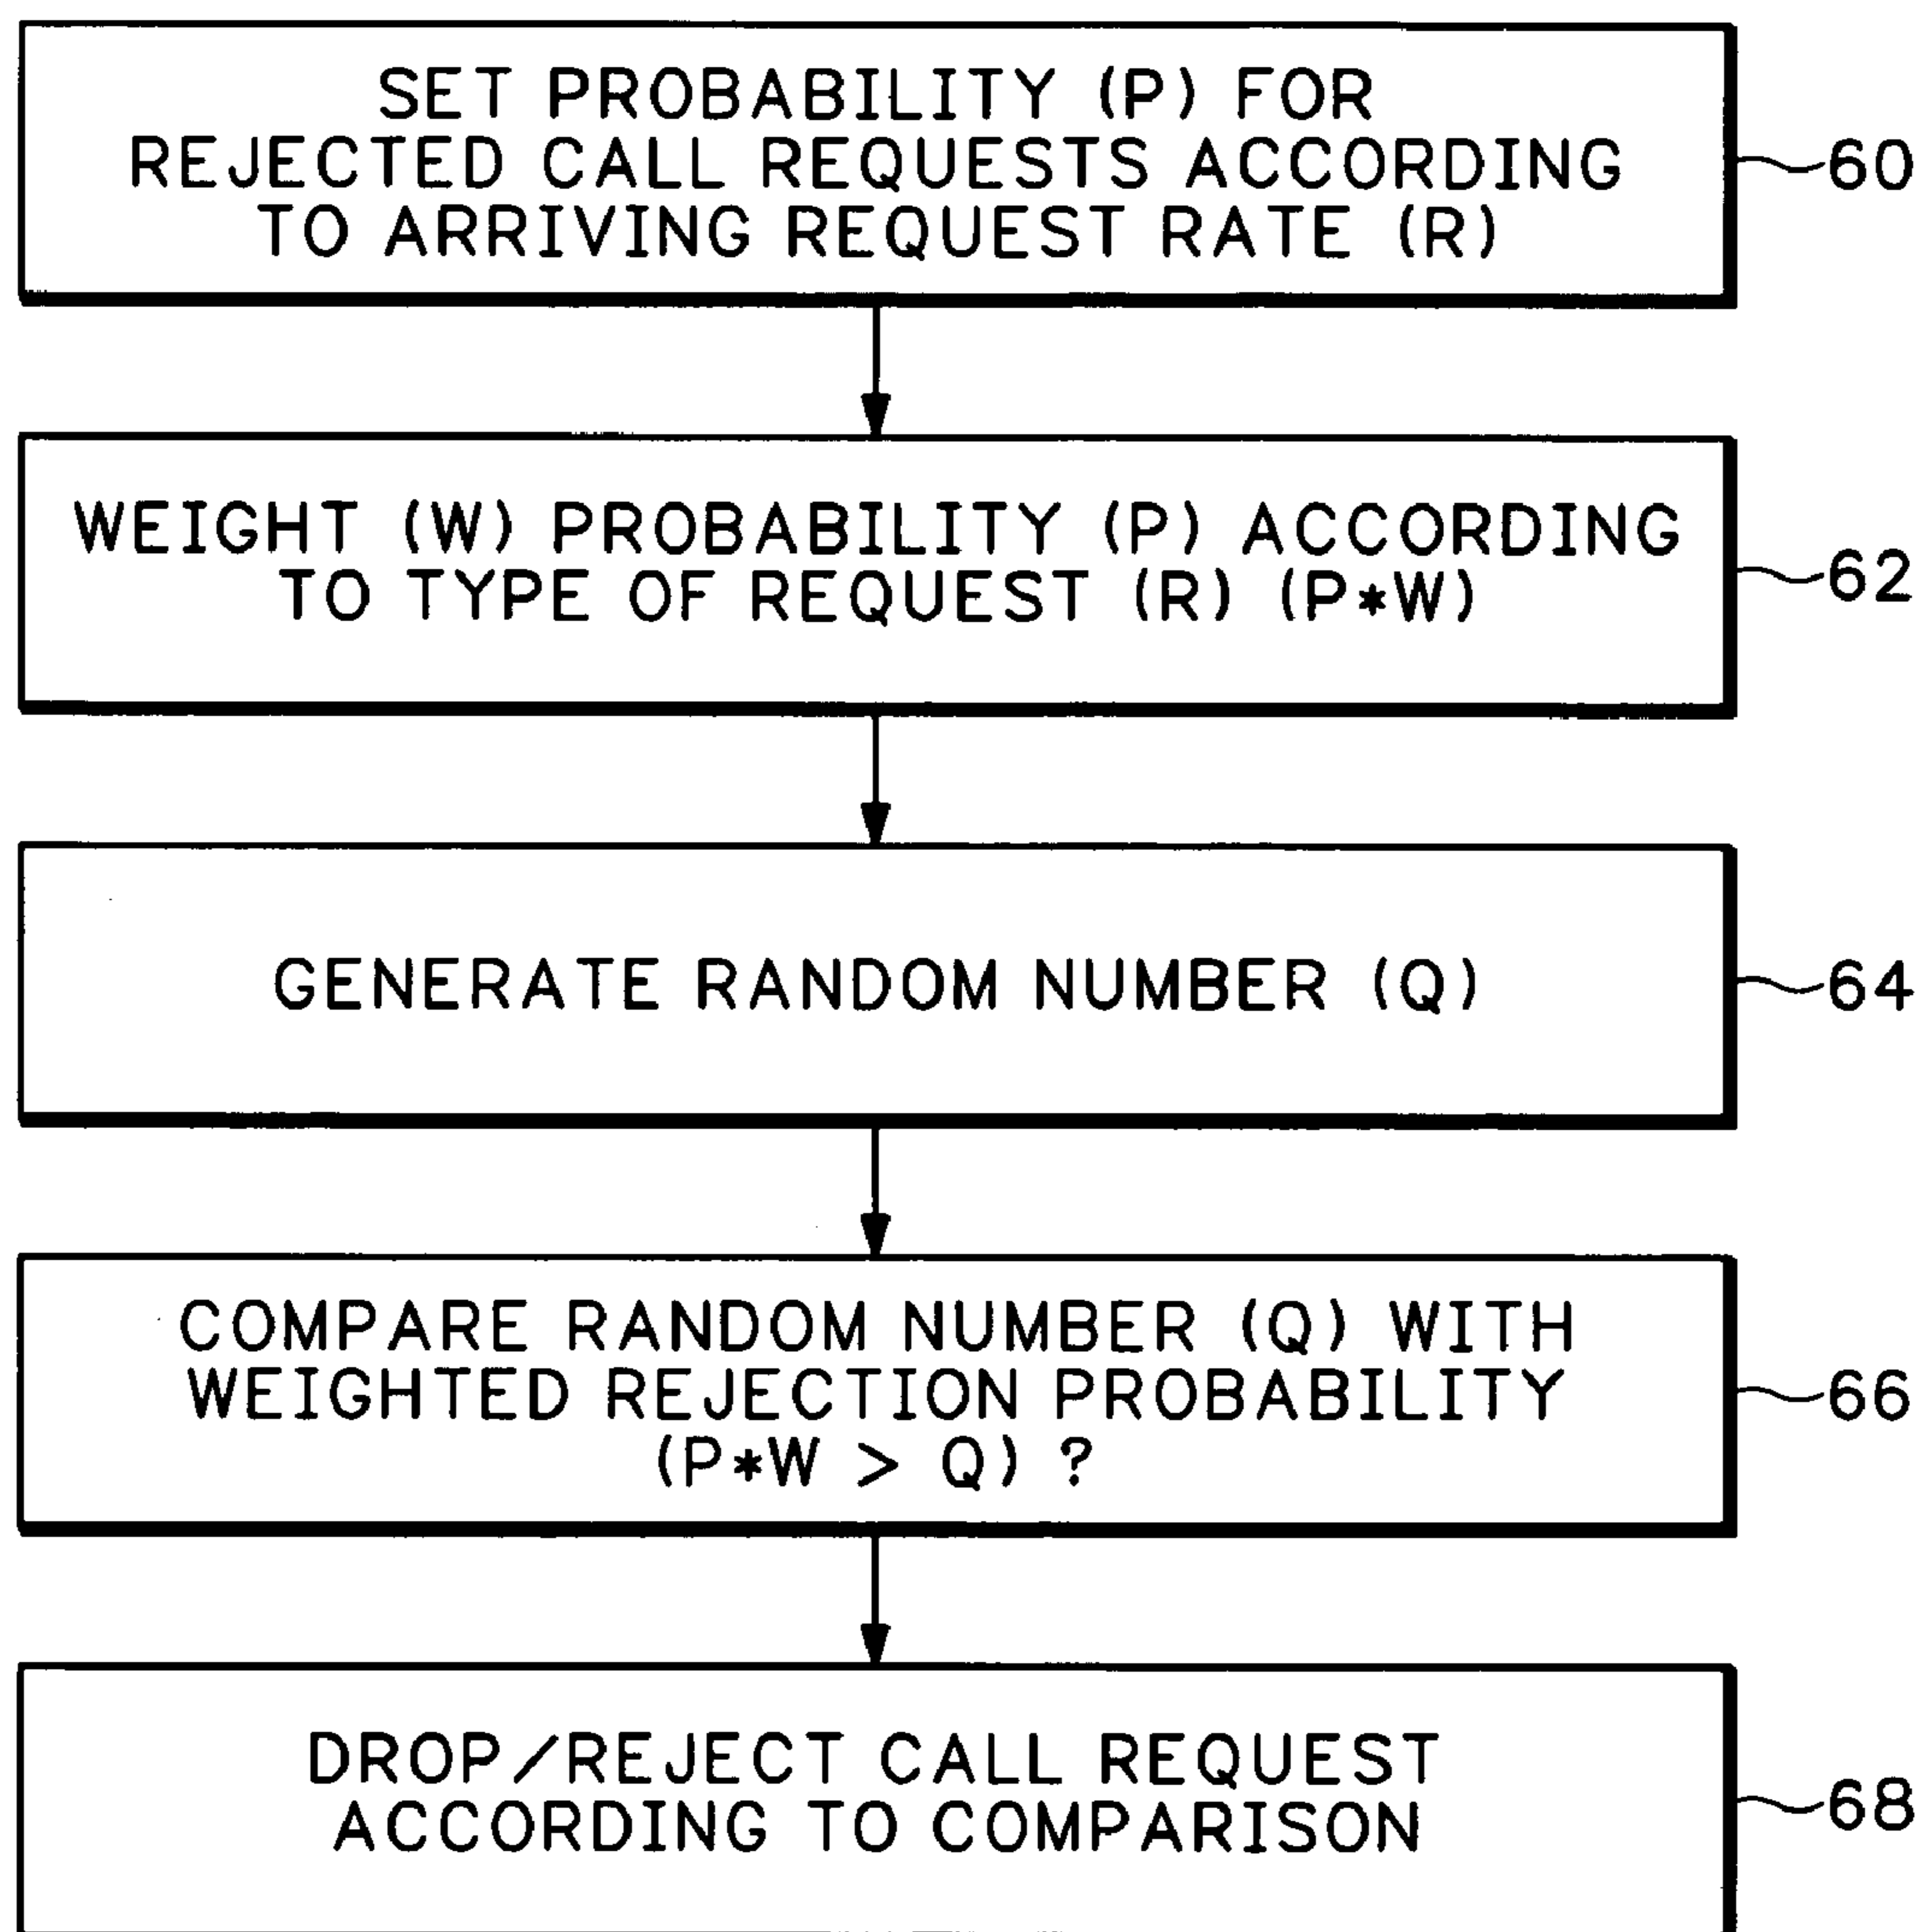 SET PROBABILITY (P) FOR
REJECTED CALL REQUESTS ACCORDING
TO ARRIVING REQUEST RATE (R)
60
WEIGHT (W) PROBABILITY (P) ACCORDING
TO TYPE OF REQUEST (R) (P*W)
62
GENERATE RANDOM NUMBER (Q)
64
COMPARE RANDOM NUMBER (Q) WITH
WEIGHTED REJECTION PROBABILITY
(P*W > Q) ?
66
DROP/REJECT CALL REQUEST
ACCORDING TO COMPARISON
68